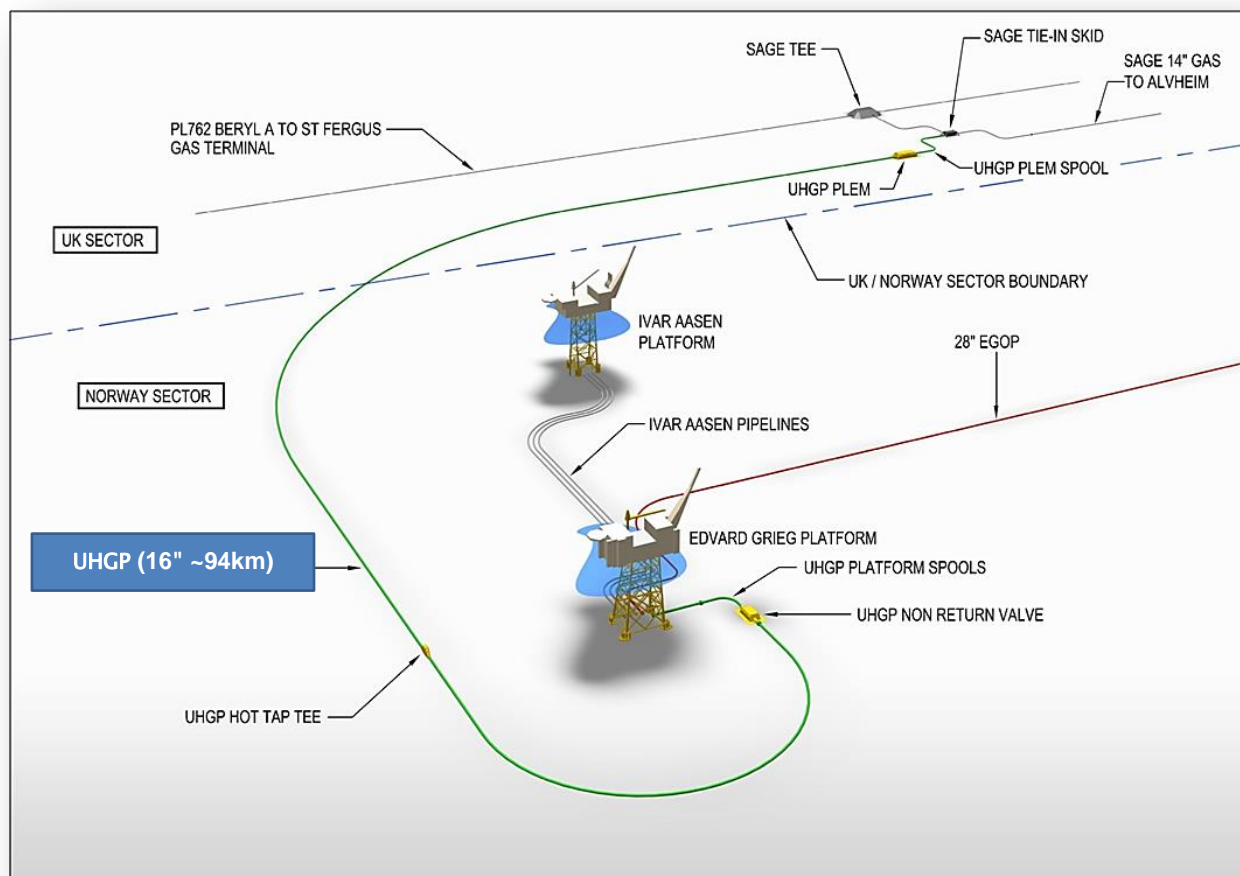 SAGE TEE
SAGE TIE-IN SKID
SAGE 14" GAS
TO ALVHEIM
PL762 BERYL A TO ST FERGUS
GAS TERMINAL
UHGP PLEM SPOOL
UHGP PLEM
UK SECTOR
UK / NORWAY SECTOR BOUNDARY
IVAR AASEN
PLATFORM
28" EGOP
NORWAY SECTOR
IVAR AASEN PIPELINES
EDVARD GRIEG PLATFORM
UHGP (16" ~94km)
UHGP PLATFORM SPOOLS
UHGP NON RETURN VALVE
UHGP HOT TAP TEE